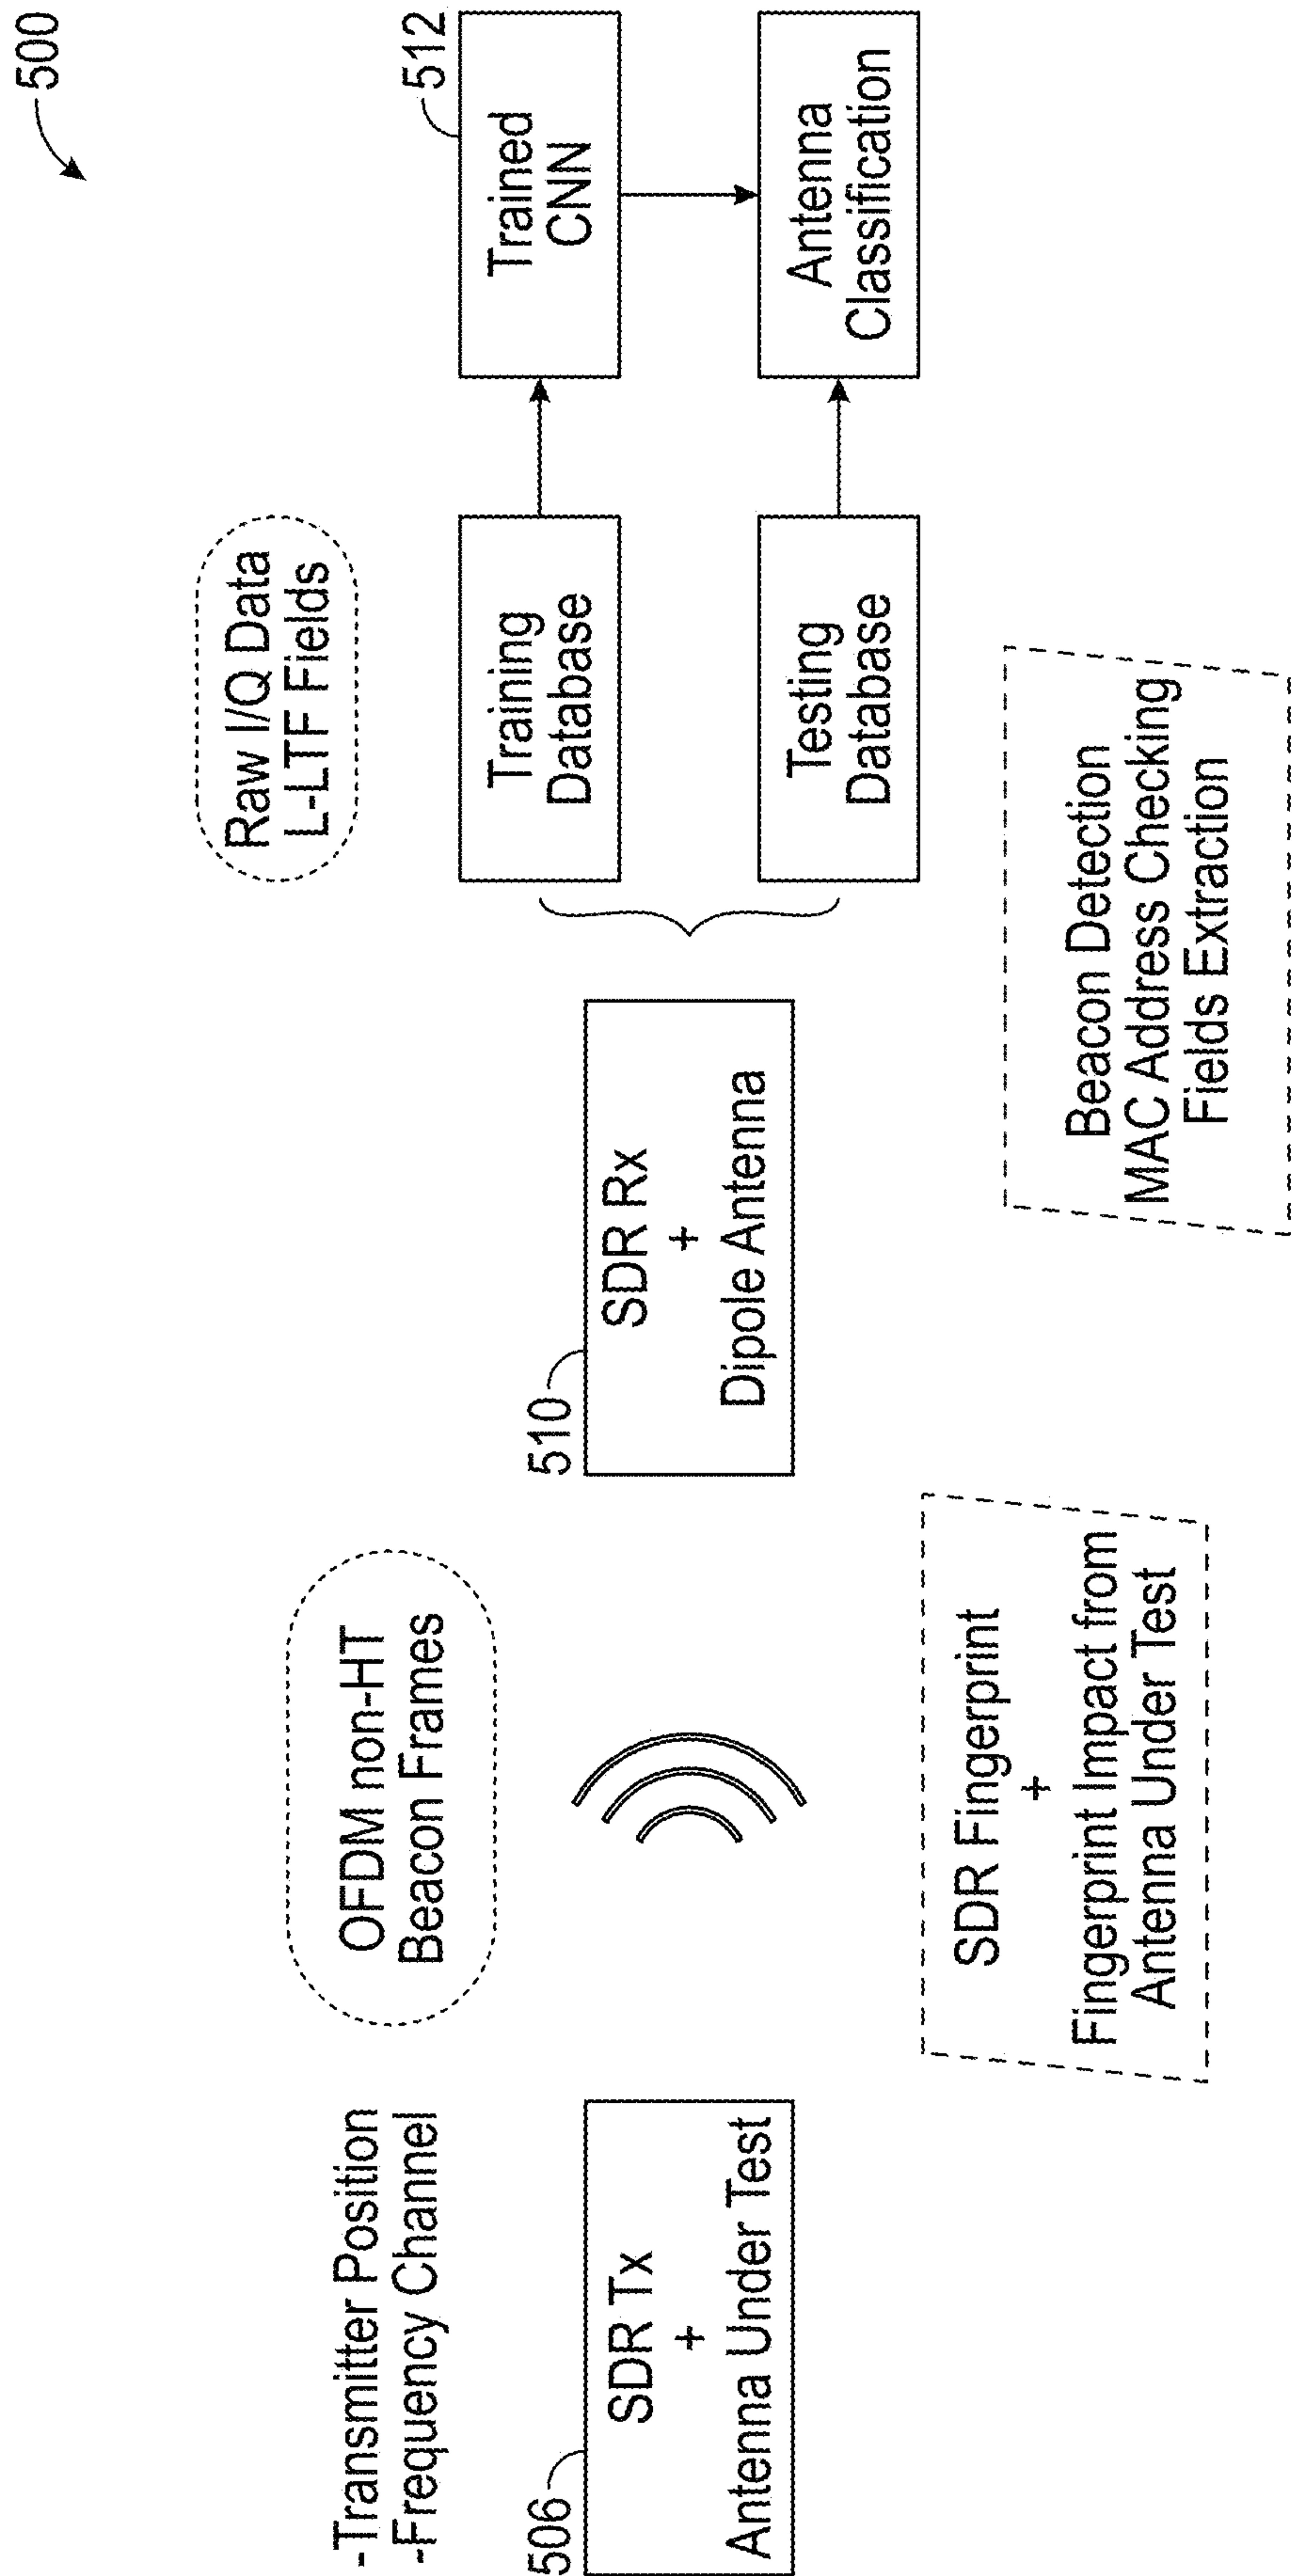 500
-Transmitter Position
-Frequency Channel
506
SDR Tx
+
Antenna Under Test
OFDM non-HT
Beacon Frames
SDR Fingerprint
+
Fingerprint Impact from
Antenna Under Test
510
SDR Rx
+
Dipole Antenna
Beacon Detection
MAC Address Checking
Fields Extraction
Raw I/Q Data
L-LTF Fields
Training
Database
Testing
Database
512
Trained
CNN
Antenna
Classification